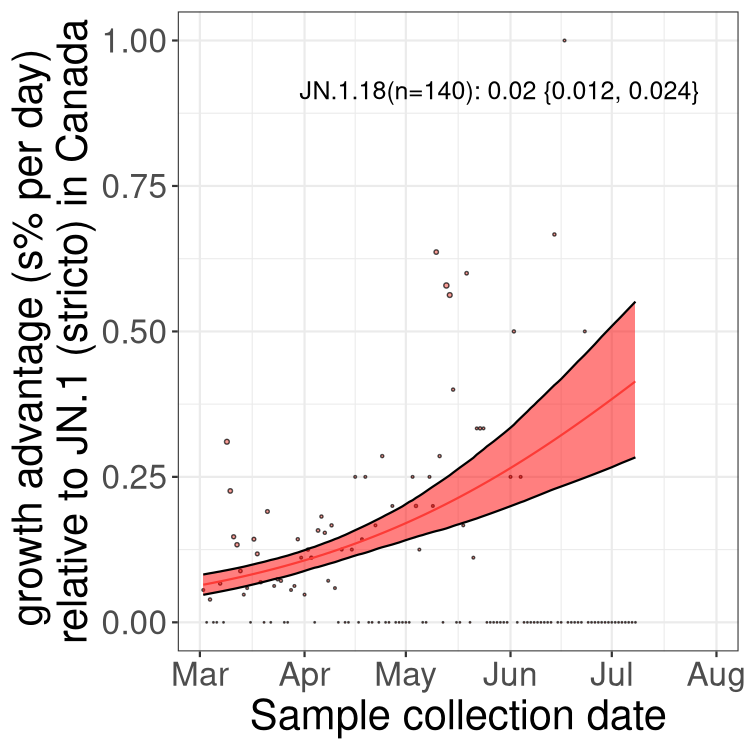 growth advantage (s% per day)
relative to JN.1 (stricto) in Canada
1.00
0.75
0.50
0.25
0.00
JN.1.18(n=140): 0.02 {0.012, 0.024}
Mar Apr May Jun Jul Aug
Sample collection date